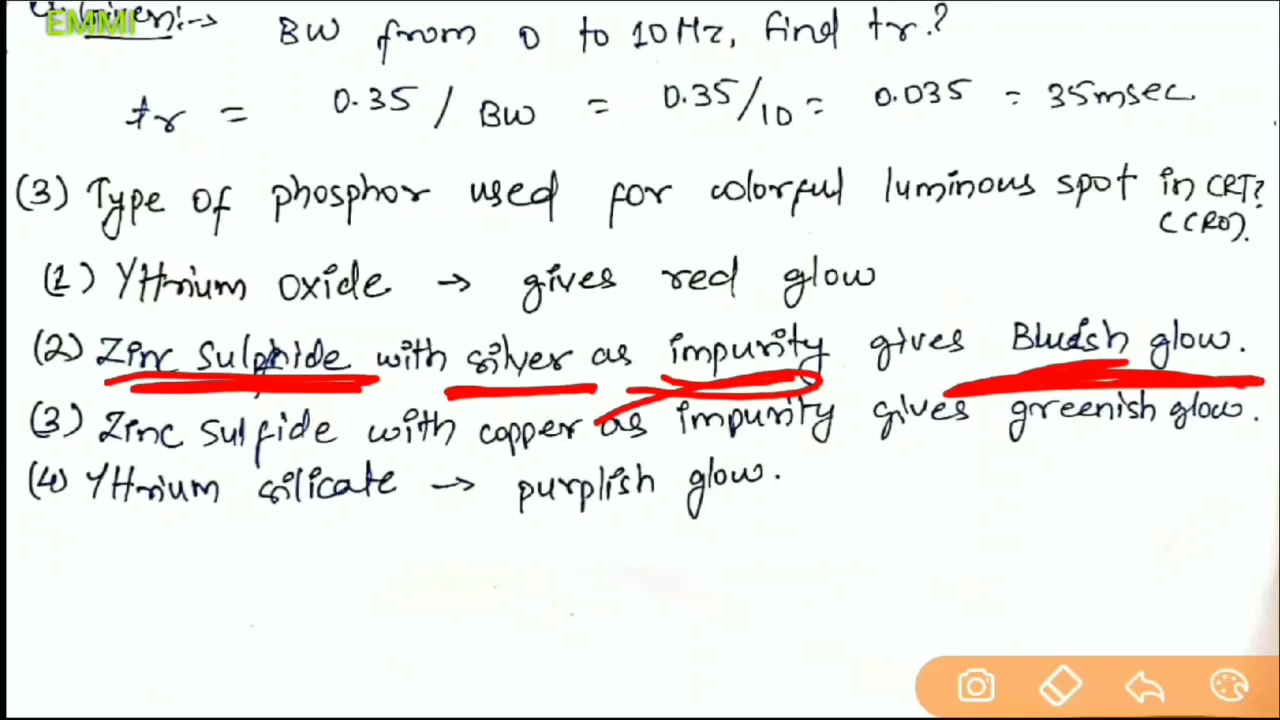 EMMI
BW from 0 to 10Hz, find tr.?
tr = 0.35 / BW = 0.35/10 = 0.035 = 35msec
(3) Type of phosphor used for colorful luminous spot in CRT?
(CRO).
(1) Yttrium oxide → gives red glow
(2) Zinc sulphide with silver as impurity gives Bluish glow.
(3) Zinc sulfide with copper as impurity gives greenish glow.
(4) Yttrium silicate → purplish glow.